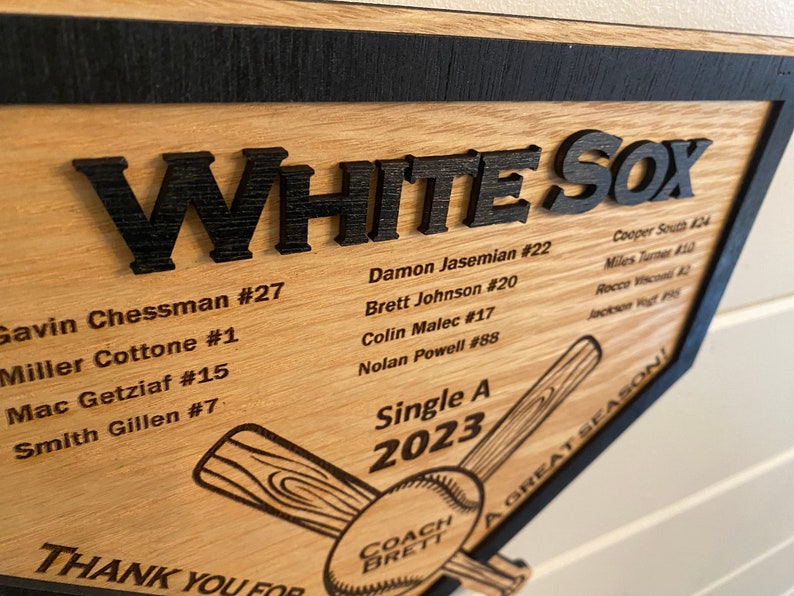 WHITE SOX
Gavin Chessman #27
Miller Cottone #1
Mac Getziaf #15
Smith Gillen #7
Damon Jasemian #22
Brett Johnson #20
Colin Malec #17
Nolan Powell #88
Cooper South #24
Miles Turner #10
Rocco Visconti #2
Jackson Vogt #95
Single A
2023
COACH
BRETT
THANK YOU FOR
A GREAT SEASON!